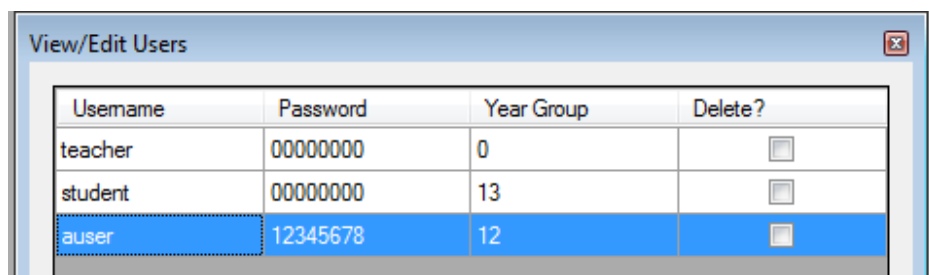 View/Edit Users
Username Password Year Group Delete?
teacher 00000000 0
student 00000000 13
auser 12345678 12